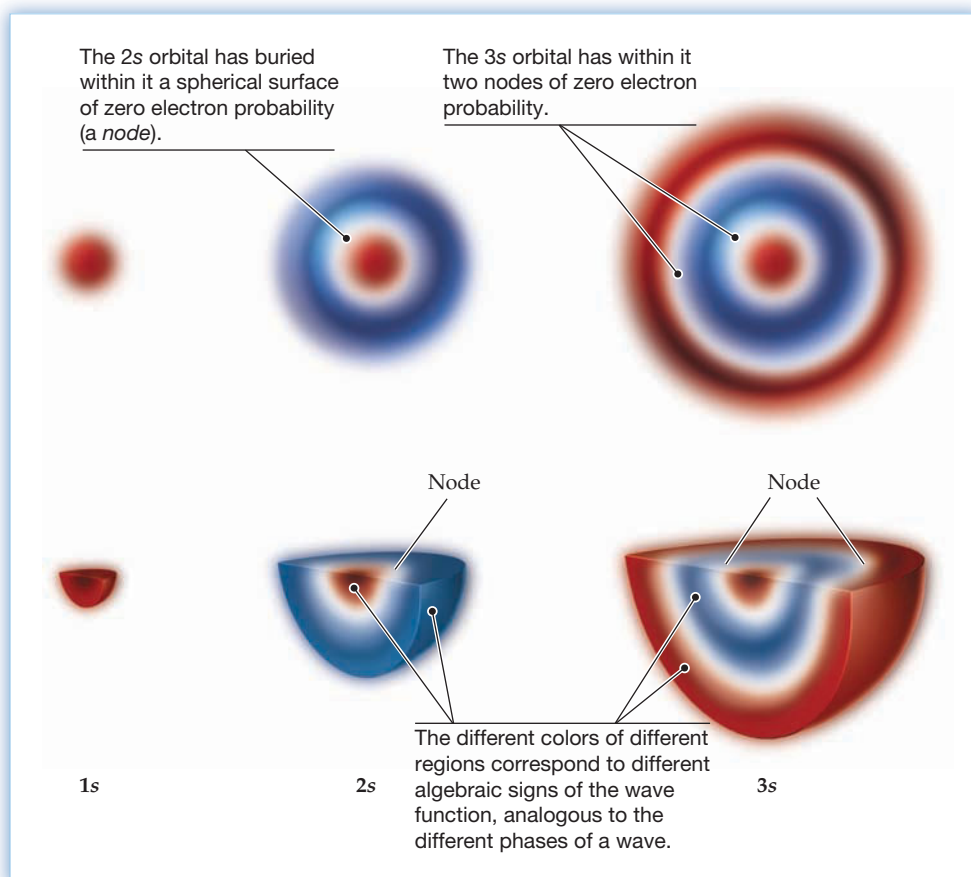 The 2s orbital has buried
within it a spherical surface
of zero electron probability
(a node).
The 3s orbital has within it
two nodes of zero electron
probability.
Node
Node
The different colors of different
regions correspond to different
algebraic signs of the wave
function, analogous to the
different phases of a wave.
1s
2s
3s